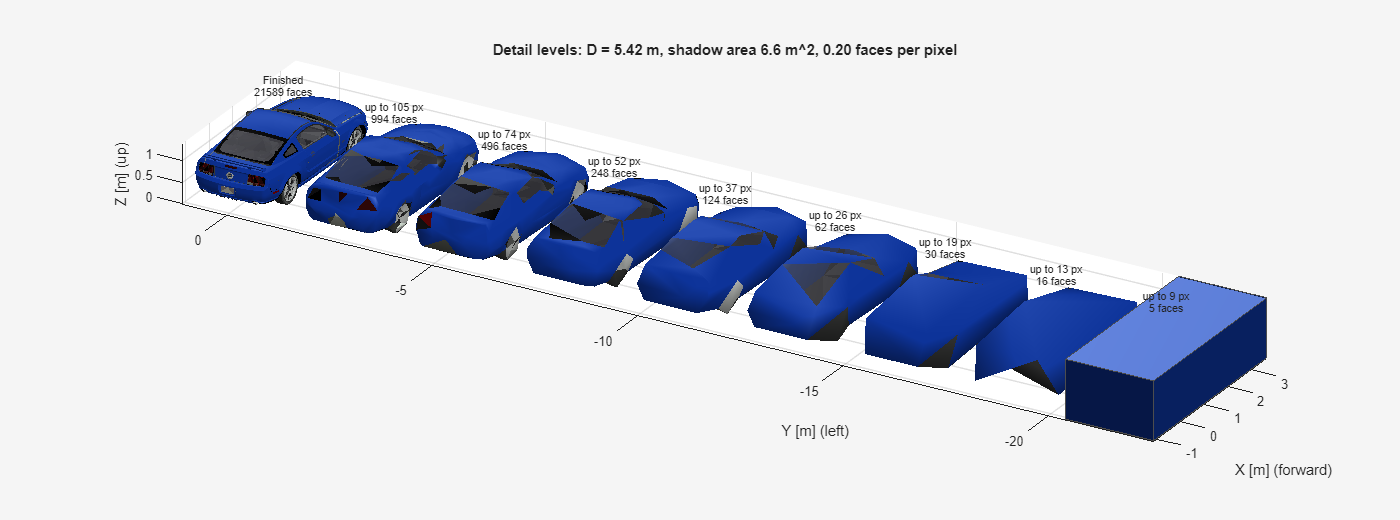 Detail levels: D = 5.42 m, shadow area 6.6 m^2, 0.20 faces per pixel
Finished
21589 faces
up to 105 px
994 faces
up to 74 px
496 faces
up to 52 px
248 faces
up to 37 px
124 faces
up to 26 px
62 faces
up to 19 px
30 faces
up to 13 px
16 faces
up to 9 px
5 faces
Z [m] (up)
1
0.5
0
0
-5
-10
-15
-20
Y [m] (left)
3
2
1
0
-1
X [m] (forward)